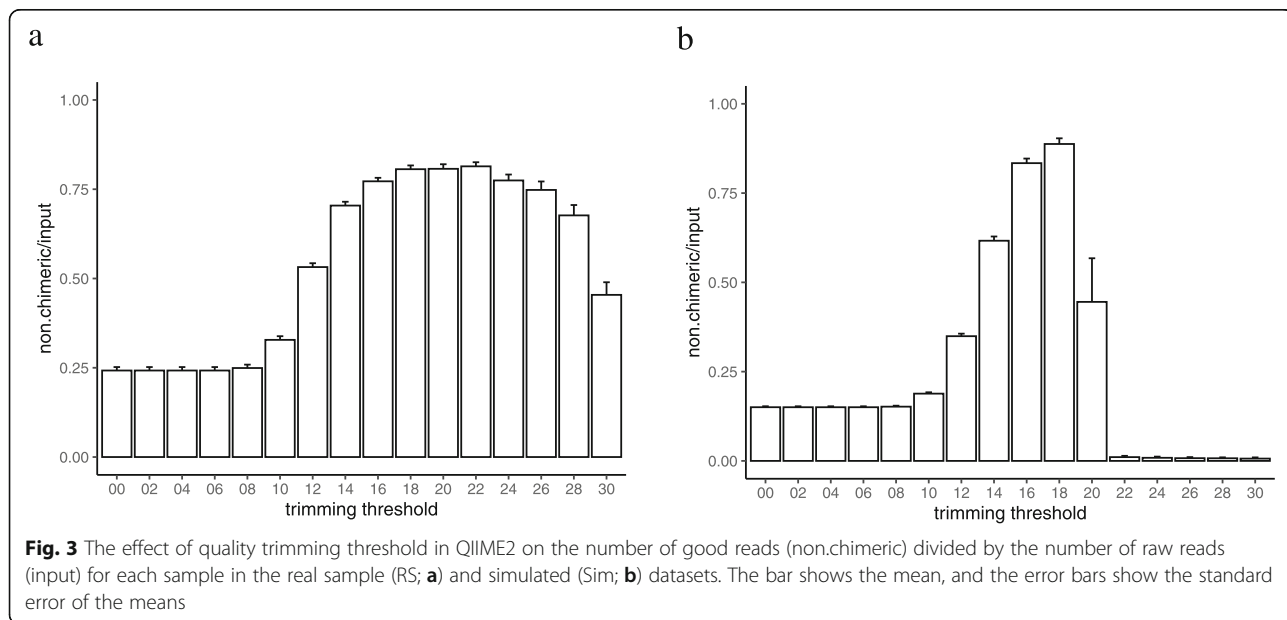 a
1.00
0.75
0.50
0.25
0.00
non.chimeric/input
00 02 04 06 08 10 12 14 16 18 20 22 24 26 28 30
trimming threshold
b
1.00
0.75
0.50
0.25
0.00
non.chimeric/input
00 02 04 06 08 10 12 14 16 18 20 22 24 26 28 30
trimming threshold
Fig. 3 The effect of quality trimming threshold in QIIME2 on the number of good reads (non.chimeric) divided by the number of raw reads
(input) for each sample in the real sample (RS; a) and simulated (Sim; b) datasets. The bar shows the mean, and the error bars show the standard
error of the means